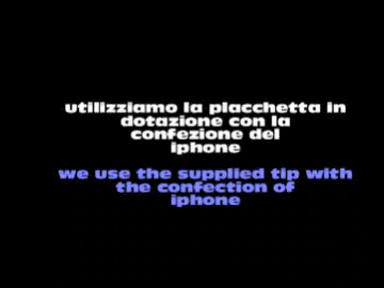 utilizziamo la placchetta in
dotazione con la
confezione del
iphone
we use the supplied tip with
the confection of
iphone